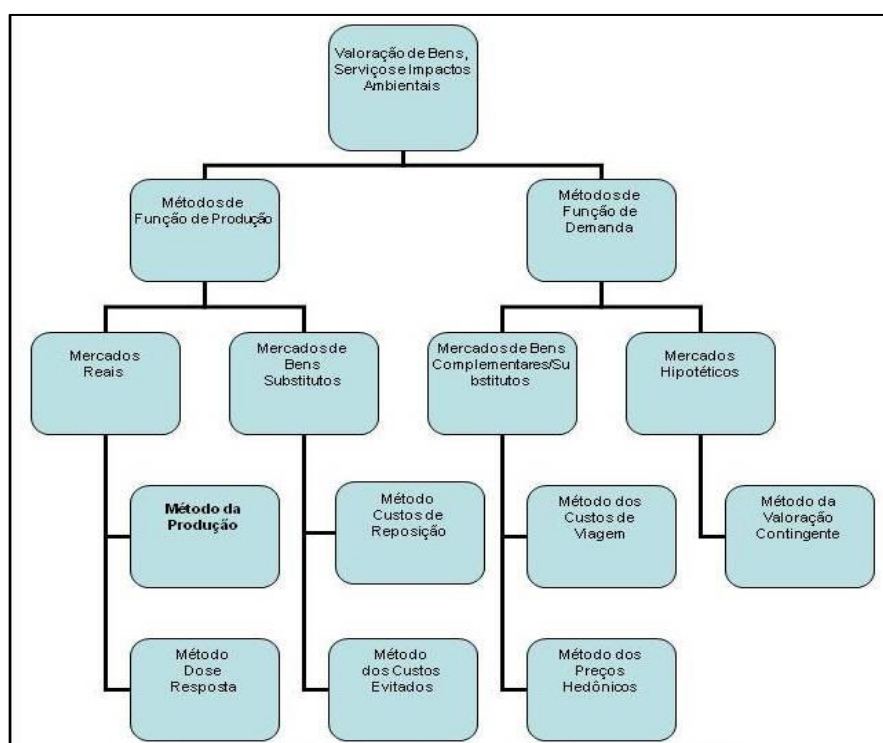 Valoração de Bens,
Serviços e Impactos
Ambientais
Métodos de
Função de Produção
Métodos de
Função de
Demanda
Mercados
Reais
Mercados de
Bens
Substitutos
Mercados de Bens
Complementares/Su
bstitutos
Mercados
Hipotéticos
Método da
Produção
Método
Custos de
Reposição
Método dos
Custos de
Viagem
Método da
Valoração
Contingente
Método
Dose
Resposta
Método
dos Custos
Evitados
Método dos
Preços
Hedônicos